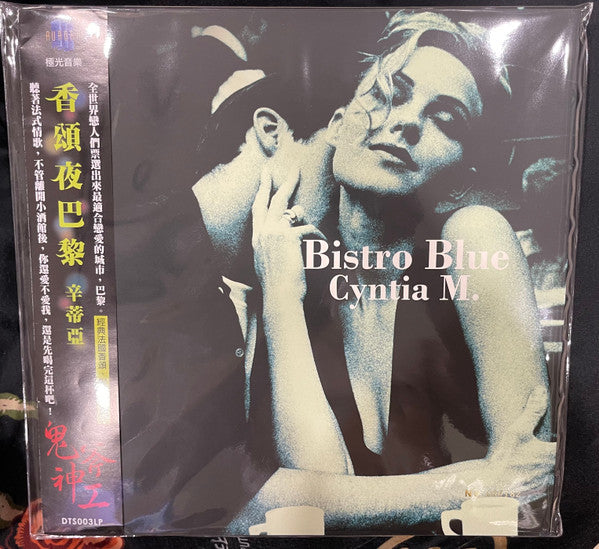 極光音樂
香頌夜巴黎
辛蒂亞
全世界戀人們票選出來最適合戀愛的城市，巴黎。
經典法國香頌
聽著法式情歌，不管離開小酒館後，你還愛不愛我，還是先喝完這杯吧！
鬼
神
工
DTS003LP
Bistro Blue
Cyntia M.